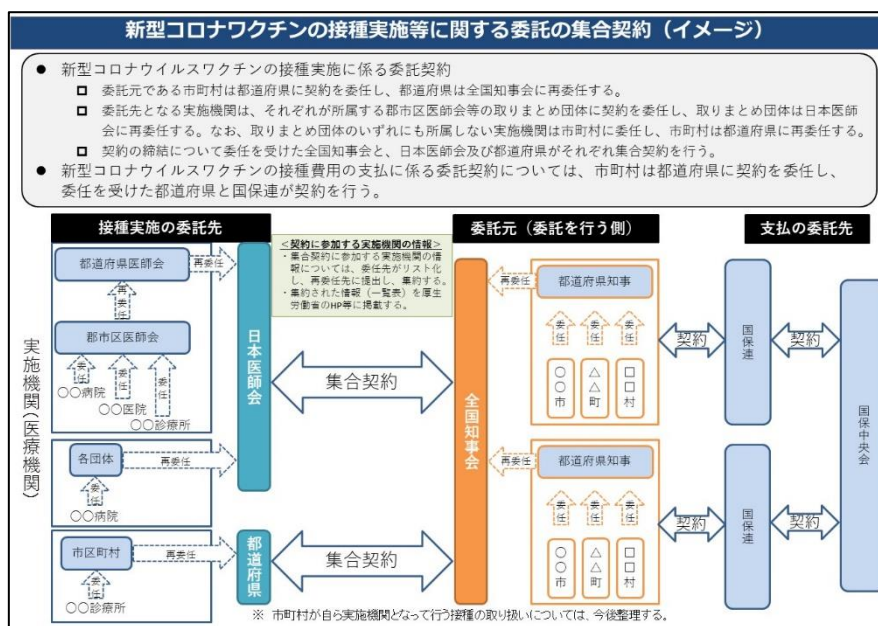 新型コロナワクチンの接種実施等に関する委託の集合契約（イメージ）
● 新型コロナウイルスワクチンの接種実施に係る委託契約
□ 委託元である市町村は都道府県に契約を委任し、都道府県は全国知事会に再委任する。
□ 委託先となる実施機関は、それぞれが所属する郡市区医師会等の取りまとめ団体に契約を委任し、取りまとめ団体は日本医師
会に再委任する。なお、取りまとめ団体のいずれにも所属しない実施機関は市町村に委任し、市町村は都道府県に再委任する。
□ 契約の締結について委任を受けた全国知事会と、日本医師会及び都道府県がそれぞれ集合契約を行う。
● 新型コロナウイルスワクチンの接種費用の支払に係る委託契約については、市町村は都道府県に契約を委任し、
委任を受けた都道府県と国保連が契約を行う。
接種実施の委託先
実施機関(医療機関)
都道府県医師会
再委任
再委任
郡市区医師会
委任
委任
委任
〇〇病院
〇〇医院
〇〇診療所
各団体
再委任
委任
〇〇病院
市区町村
再委任
委任
〇〇診療所
日本医師会
都道府県
＜契約に参加する実施機関の情報＞
・集合契約に参加する実施機関の情
報については、委任先がリスト化
し、再委任先に提出し、集約する。
・集約された情報（一覧表）を厚生
労働省のHP等に掲載する。
集合契約
集合契約
委託元（委託を行う側）
全国知事会
再委任
都道府県知事
委任
委任
委任
〇〇市
△△町
□□村
再委任
都道府県知事
委任
委任
委任
〇〇市
△△町
□□村
支払の委託先
契約
国保連
契約
契約
国保連
契約
国保中央会
※ 市町村が自ら実施機関となって行う接種の取り扱いについては、今後整理する。